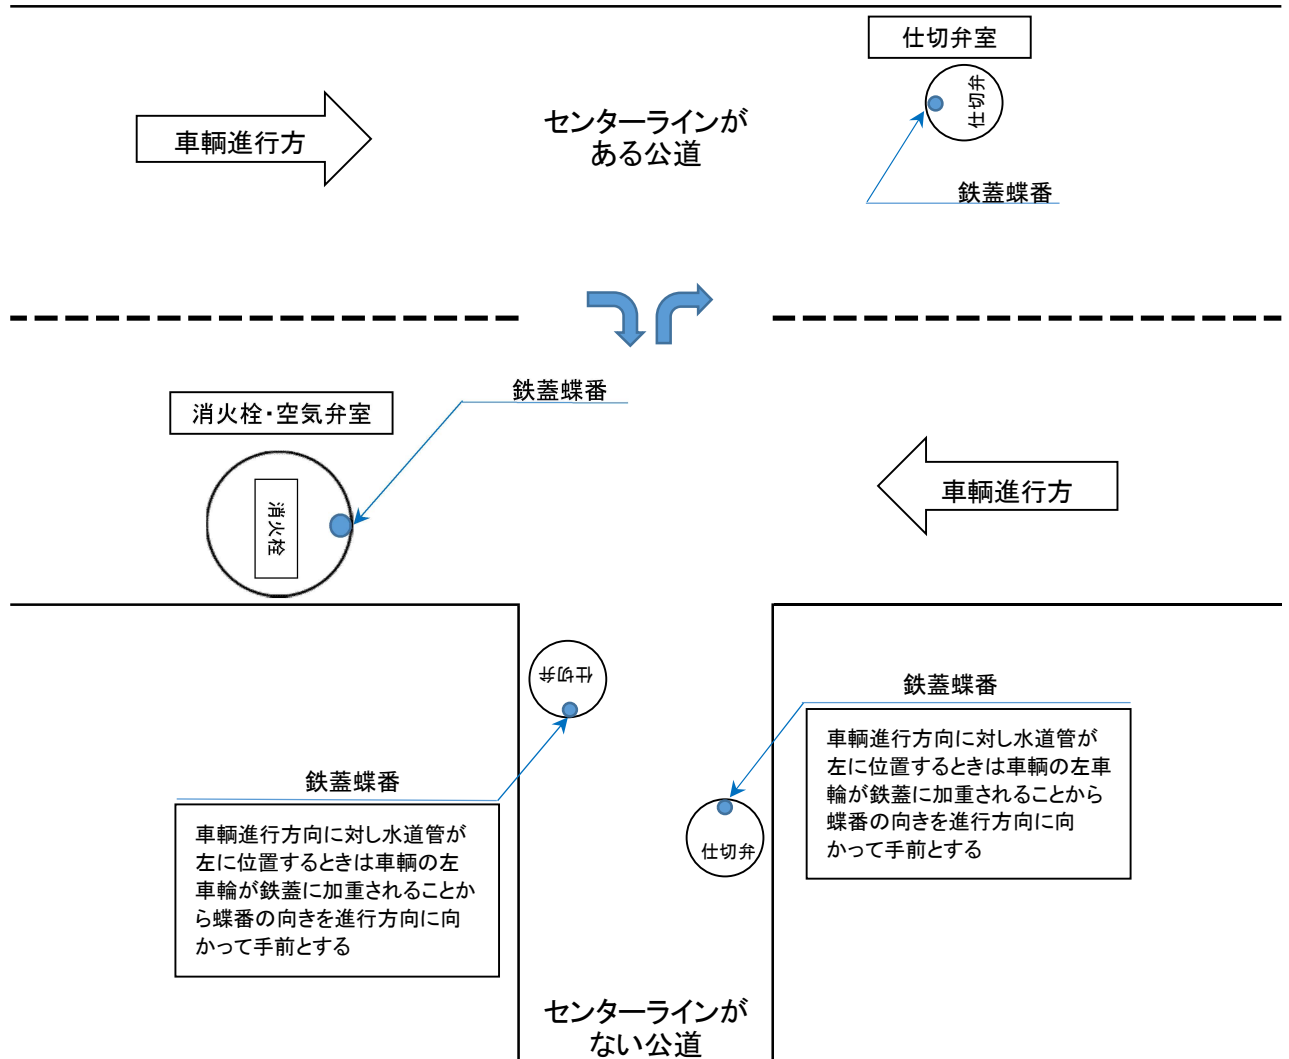 仕切弁室
仕切弁
車輌進行方
センターラインが
ある公道
鉄蓋蝶番
鉄蓋蝶番
消火栓・空気弁室
消火栓
車輌進行方
仕切弁
鉄蓋蝶番
車輌進行方向に対し水道管が
左に位置するときは車輌の左車
輪が鉄蓋に加重されることから
蝶番の向きを進行方向に向
かって手前とする
鉄蓋蝶番
車輌進行方向に対し水道管が
左に位置するときは車輌の左
車輪が鉄蓋に加重されることか
ら蝶番の向きを進行方向に向
かって手前とする
仕切弁
センターラインが
ない公道